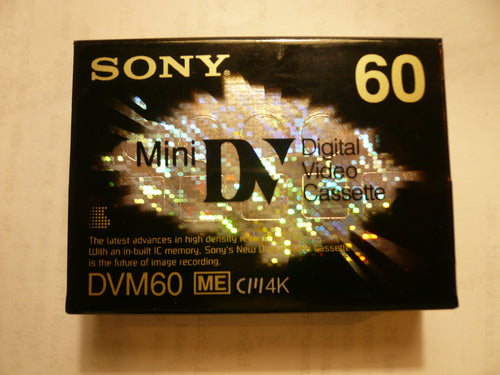 SONY®
60
Mini DV Digital
Video
Cassette
The latest advances in high density
With an in-built IC memory, Sony's New Cassette
is the future of image recording.
DVM60 ME CM4K